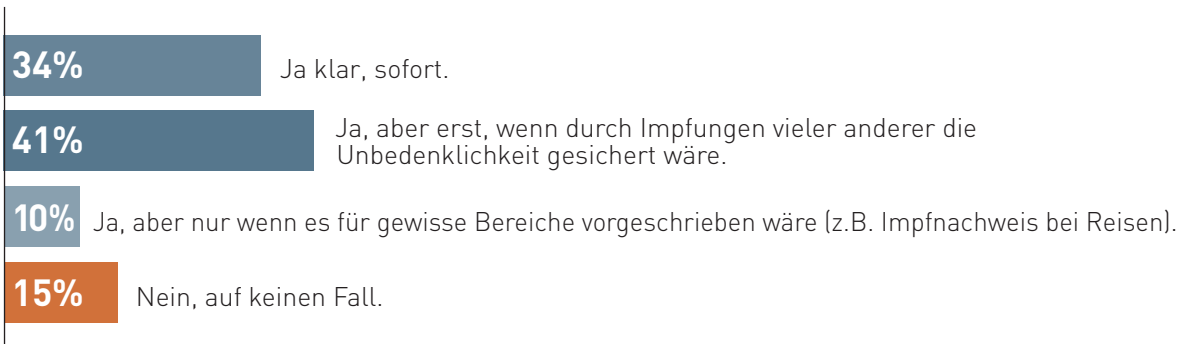 34% Ja klar, sofort.
41% Ja, aber erst, wenn durch Impfungen vieler anderer die
Unbedenklichkeit gesichert wäre.
10% Ja, aber nur wenn es für gewisse Bereiche vorgeschrieben wäre (z.B. Impfnachweis bei Reisen).
15% Nein, auf keinen Fall.